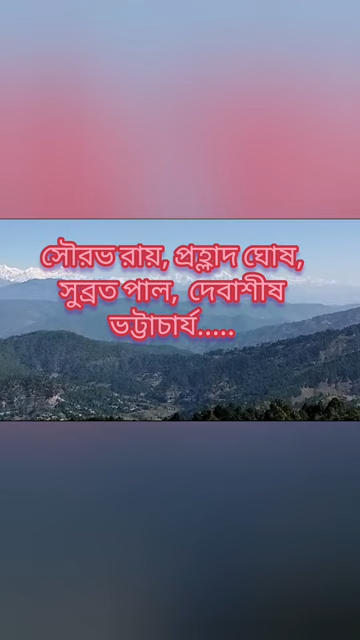 সৌরভ রায়, প্রহ্লাদ ঘোষ,
সুব্রত পাল, দেবাশীষ
ভট্টাচার্য.....